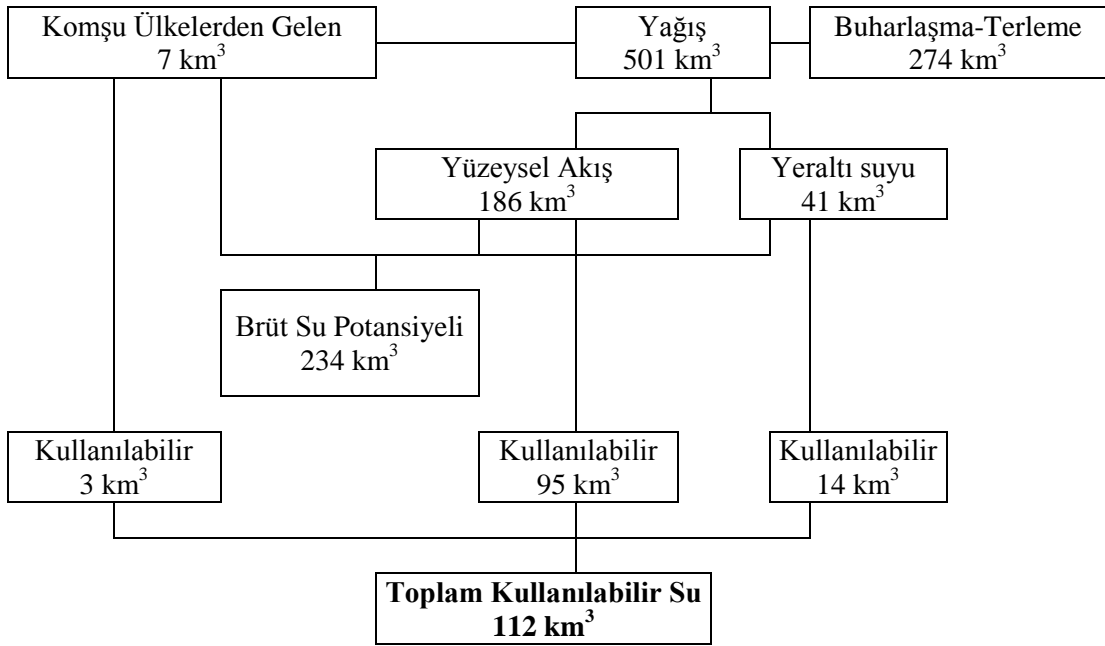 Komşu Ülkelerden Gelen
7 km³
Yağış
501 km³
Buharlaşma-Terleme
274 km³
Yüzeysel Akış
186 km³
Yeraltı suyu
41 km³
Brüt Su Potansiyeli
234 km³
Kullanılabilir
3 km³
Kullanılabilir
95 km³
Kullanılabilir
14 km³
Toplam Kullanılabilir Su
112 km³